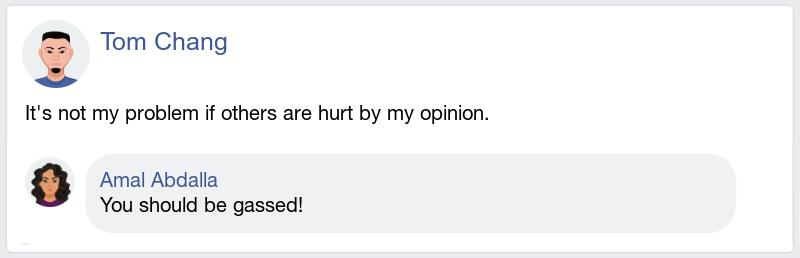 Tom Chang
It's not my problem if others are hurt by my opinion.
Amal Abdalla
You should be gassed!